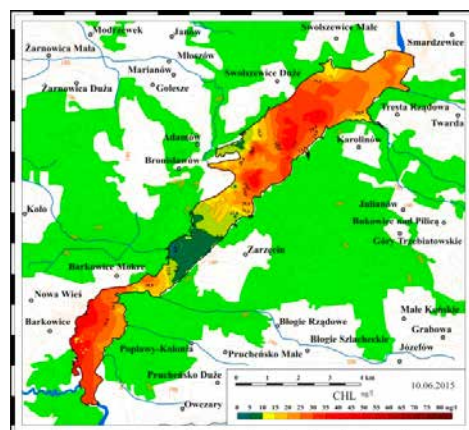 Modrzewek
Janów
Swolszewice Małe
Smardzewice
Żarnowica Mała
Młoszów
Marianów
Swolszewice Duże
Żarnowica Duża
Golesze
Tresta Rządowa
Twarda
Adamów
Karolinów
Bronisławów
Julianów
Kało
Bukowiec nad Pilicą
Zarzęcin
Góry Trzebiatowskie
Barkowice Mokre
Nowa Wieś
Małe Końskie
Barkowice
Błogie Rządowe
Grabowa
Błogie Szlacheckie
Popławy-Kolonia
Prucheńsko Małe
Józefów
Prucheńsko Duże
0 1 2 3 4 km
10.06.2015
Owczary
CHL ug/l
0 5 10 15 20 25 30 35 40 45 50 55 60 65 70 75 80 ug/l